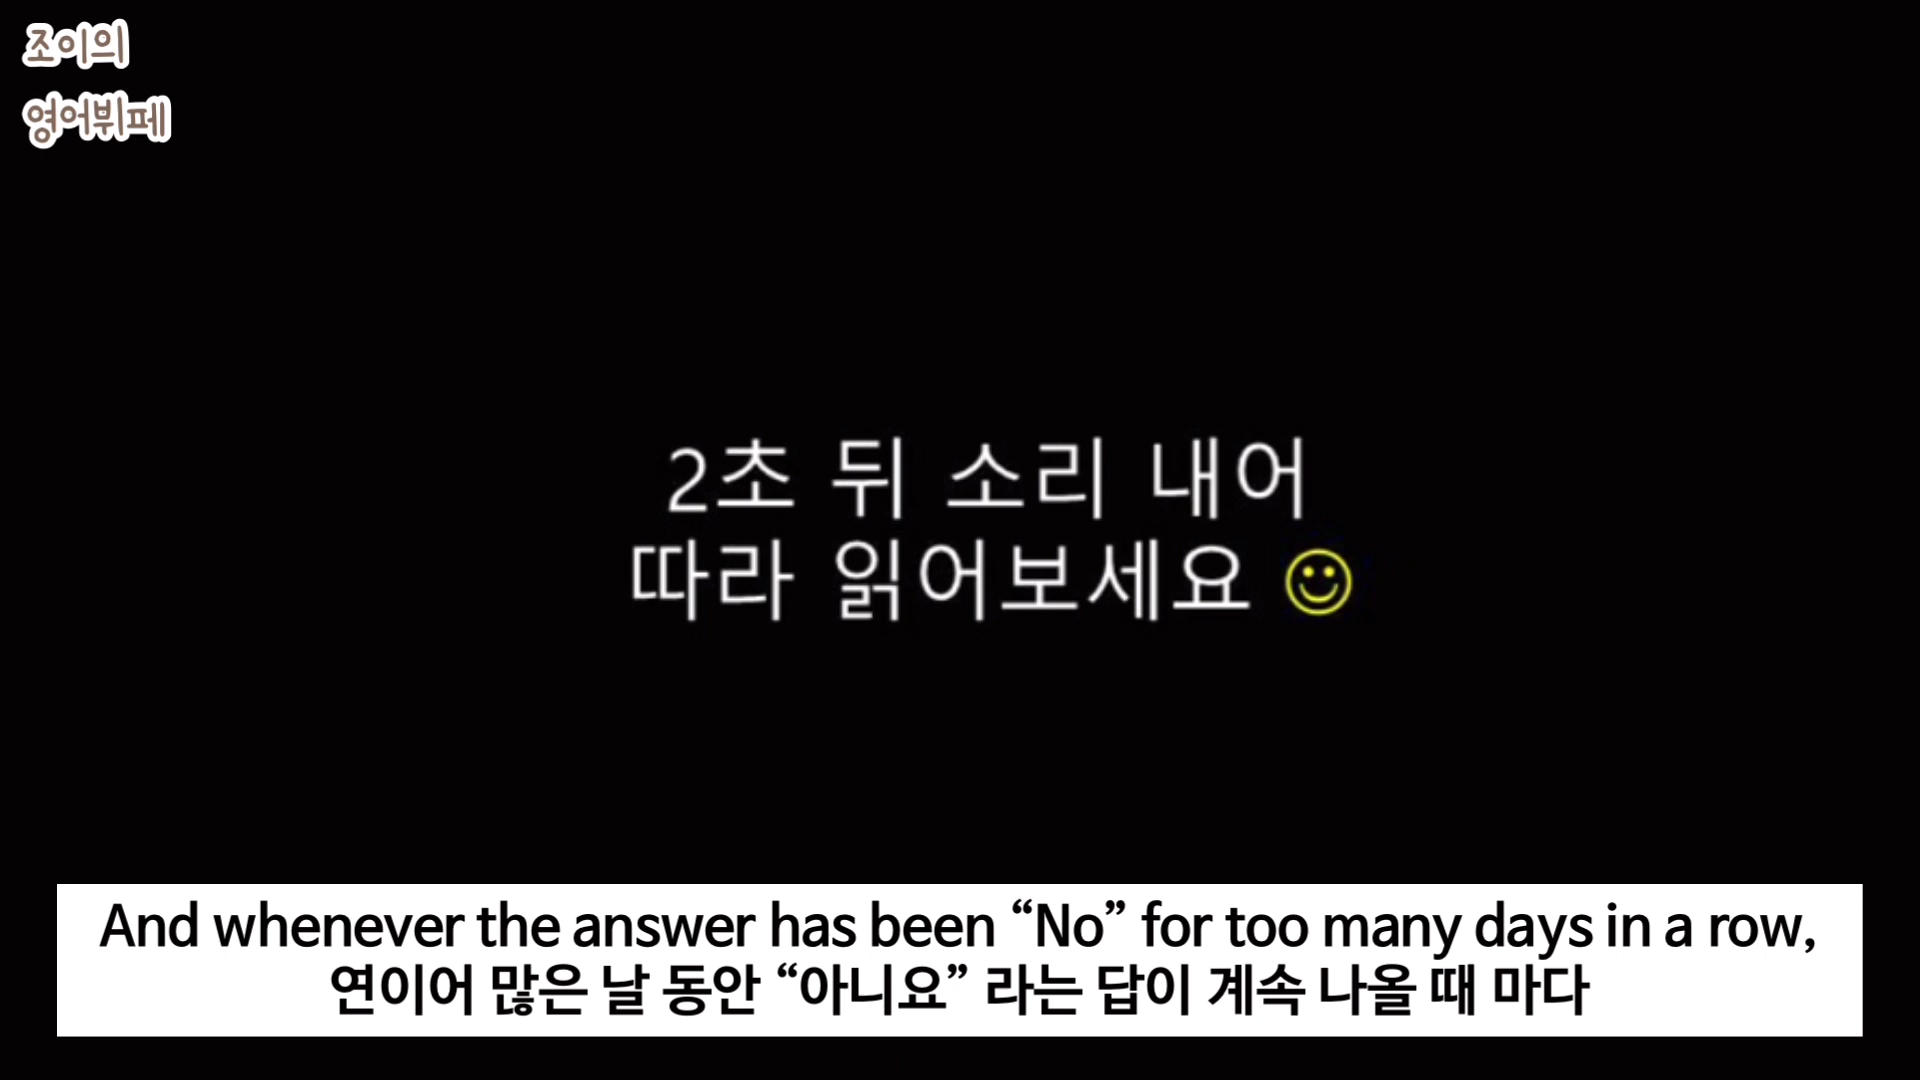 조이의
영어뷔페
2초 뒤 소리 내어
따라 읽어보세요 ☺
And whenever the answer has been “No” for too many days in a row,
연이어 많은 날 동안 “아니요” 라는 답이 계속 나올 때 마다